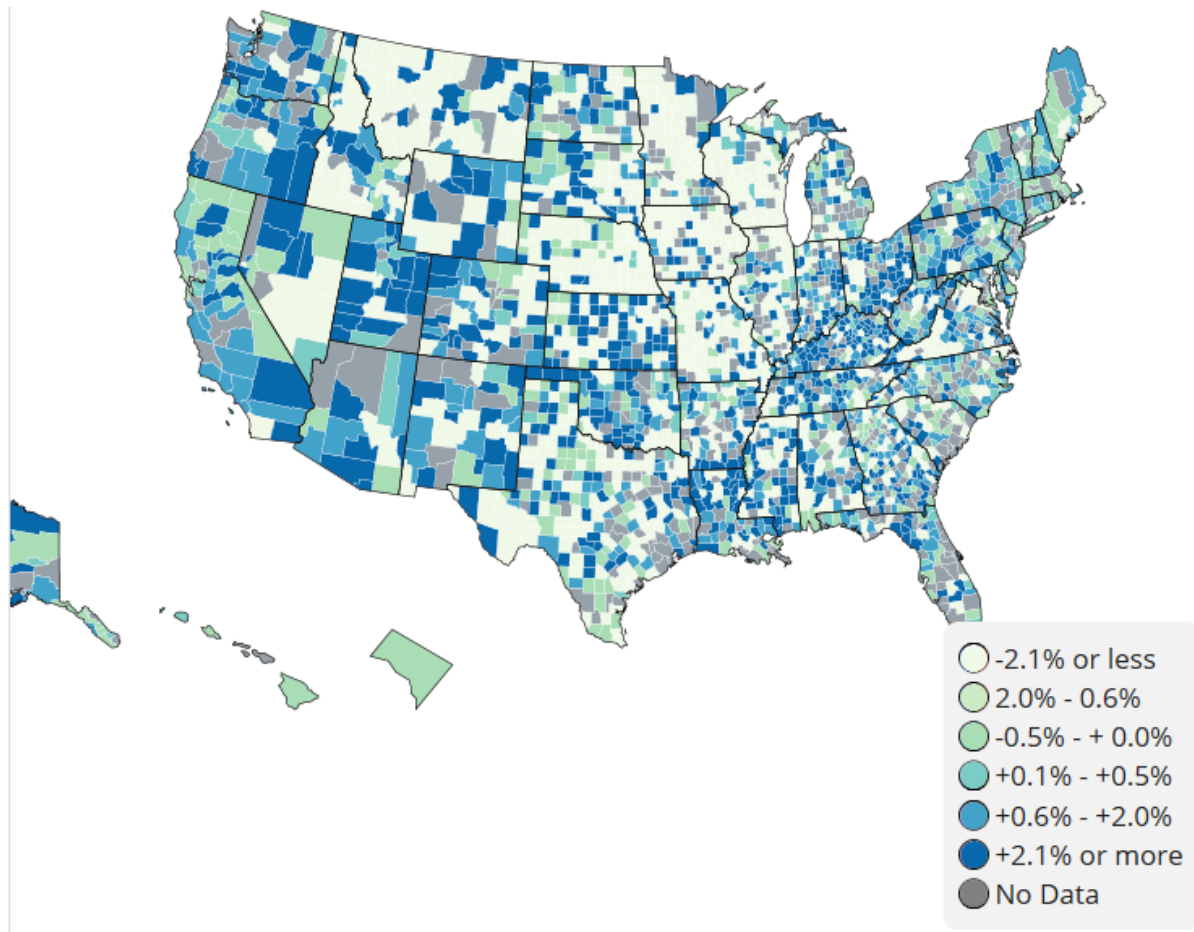 -2.1% or less
2.0% - 0.6%
-0.5% - + 0.0%
+0.1% - +0.5%
+0.6% - +2.0%
+2.1% or more
No Data